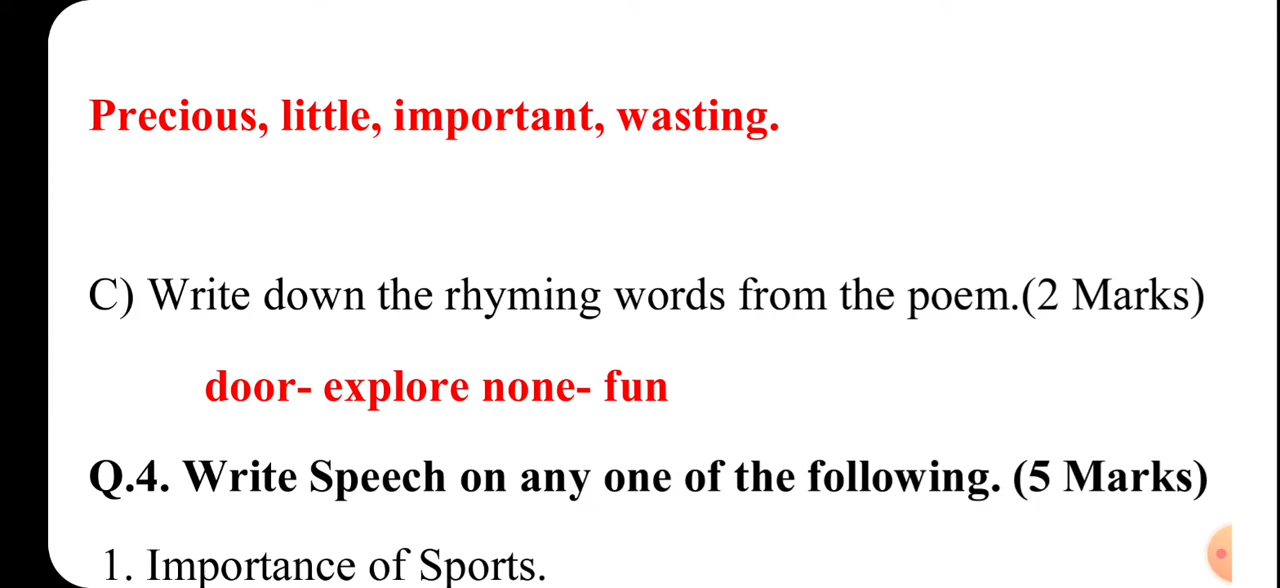 Precious, little, important, wasting.
C) Write down the rhyming words from the poem.(2 Marks)
door- explore none- fun
Q.4. Write Speech on any one of the following. (5 Marks)
1. Importance of Sports.